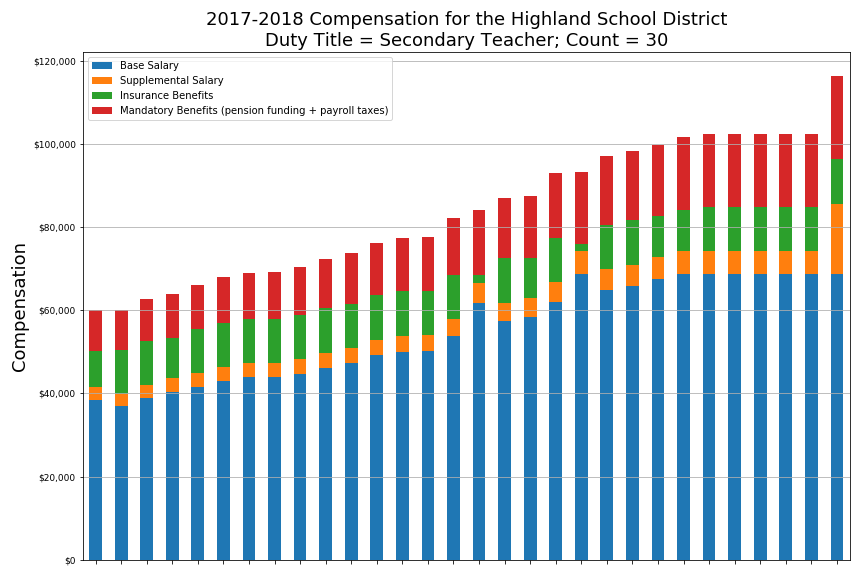 2017-2018 Compensation for the Highland School District
Duty Title = Secondary Teacher; Count = 30
Base Salary
Supplemental Salary
Insurance Benefits
Mandatory Benefits (pension funding + payroll taxes)
$120,000
$100,000
$80,000
$60,000
$40,000
$20,000
$0
Compensation